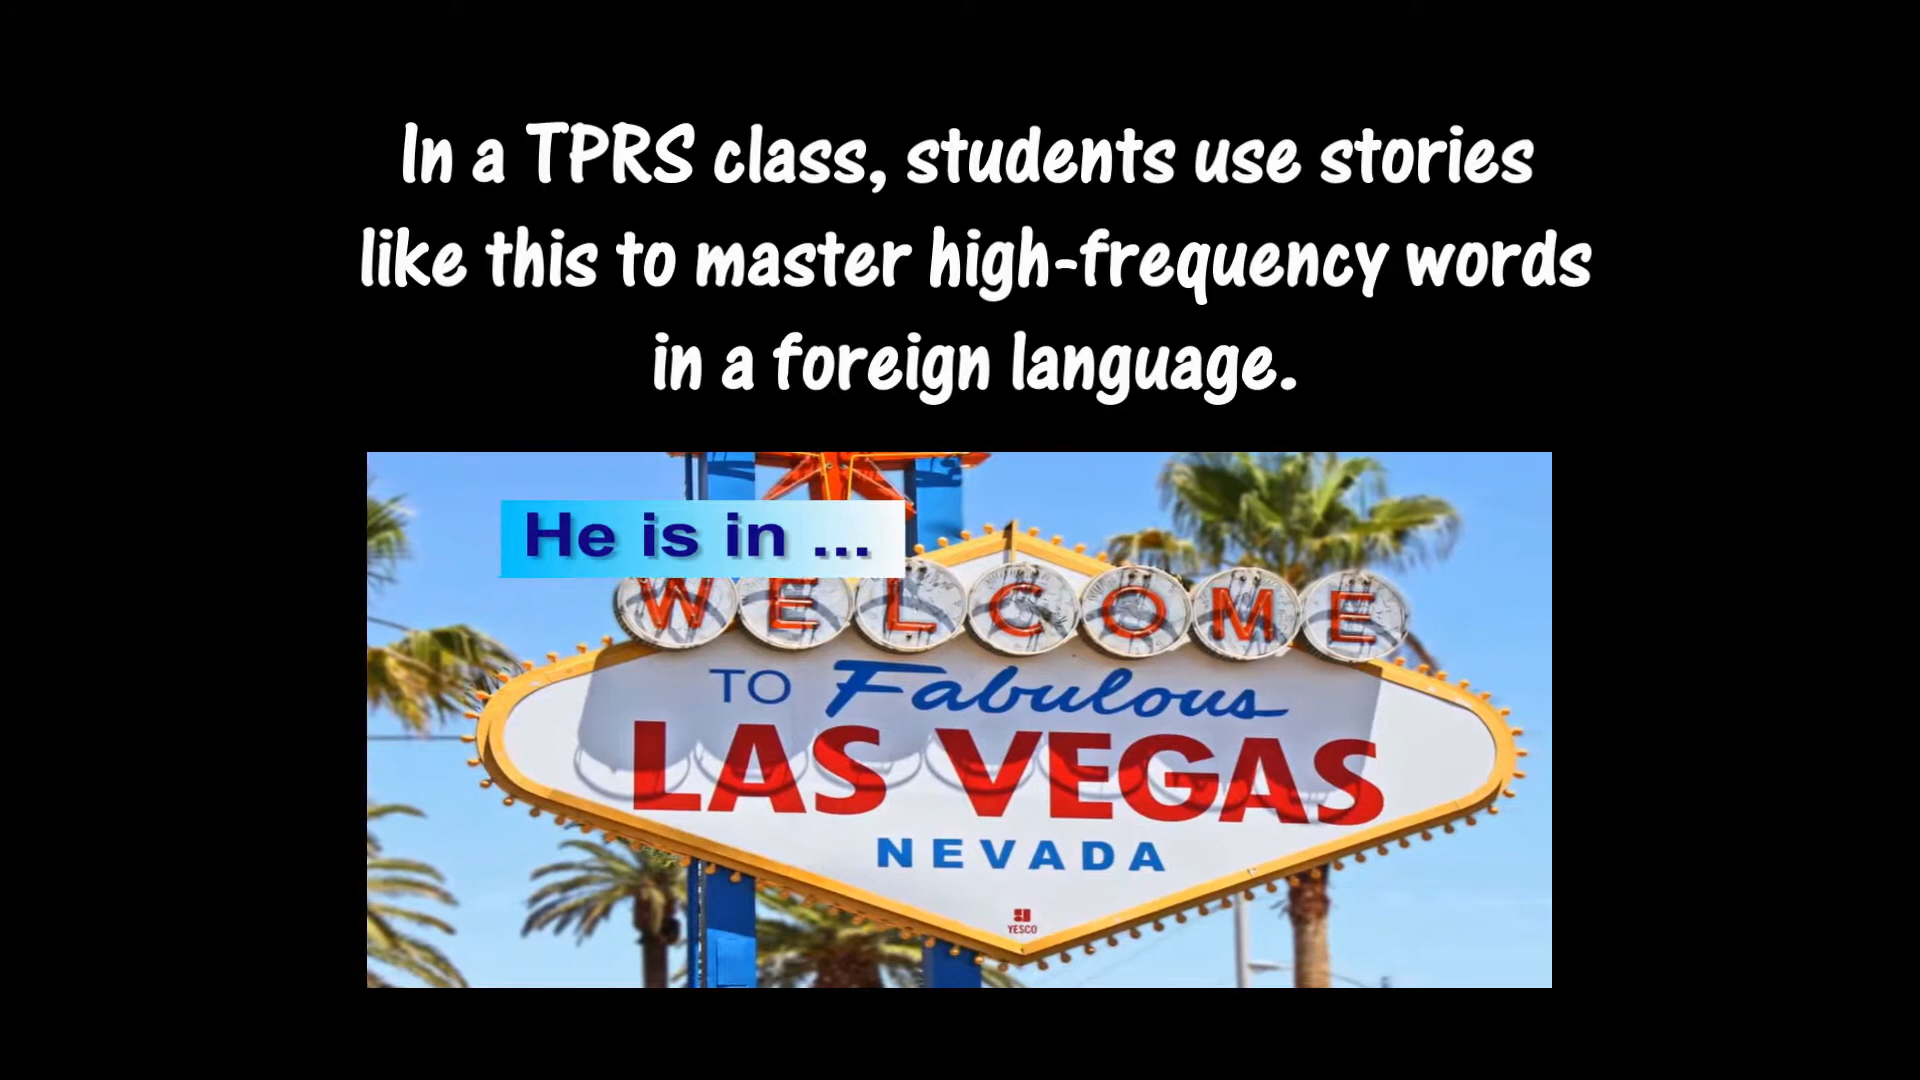 In a TPRS class, students use stories
like this to master high-frequency words
in a foreign language.
He is in ...
WELCOME
TO Fabulous
LAS VEGAS
NEVADA
YESCO